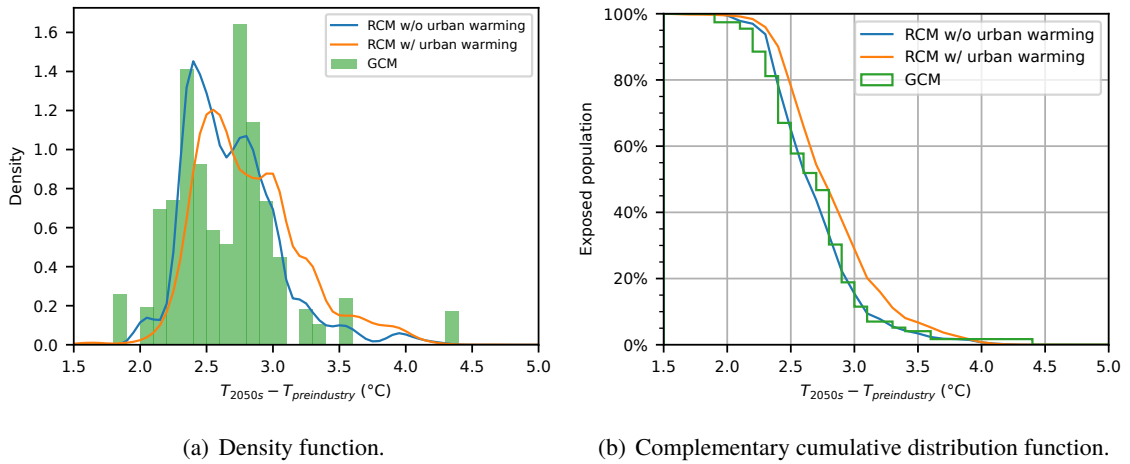 RCM w/o urban warming
RCM w/ urban warming
GCM
Density
1.6
1.4
1.2
1.0
0.8
0.6
0.4
0.2
0.0
1.5 2.0 2.5 3.0 3.5 4.0 4.5 5.0
T2050s − Tpreindustry (°C)
(a) Density function.
RCM w/o urban warming
RCM w/ urban warming
GCM
Exposed population
100%
80%
60%
40%
20%
0%
1.5 2.0 2.5 3.0 3.5 4.0 4.5 5.0
T2050s − Tpreindustry (°C)
(b) Complementary cumulative distribution function.